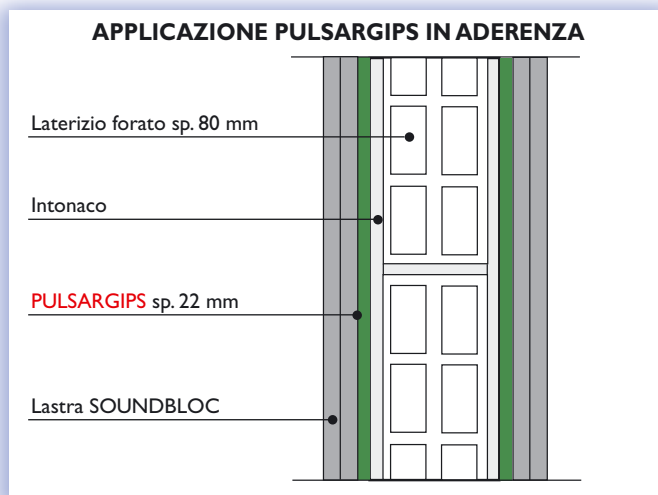 APPLICAZIONE PULSARGIPS IN ADERENZA
Laterizio forato sp. 80 mm
Intonaco
PULSARGIPS sp. 22 mm
Lastra SOUNDBLOC